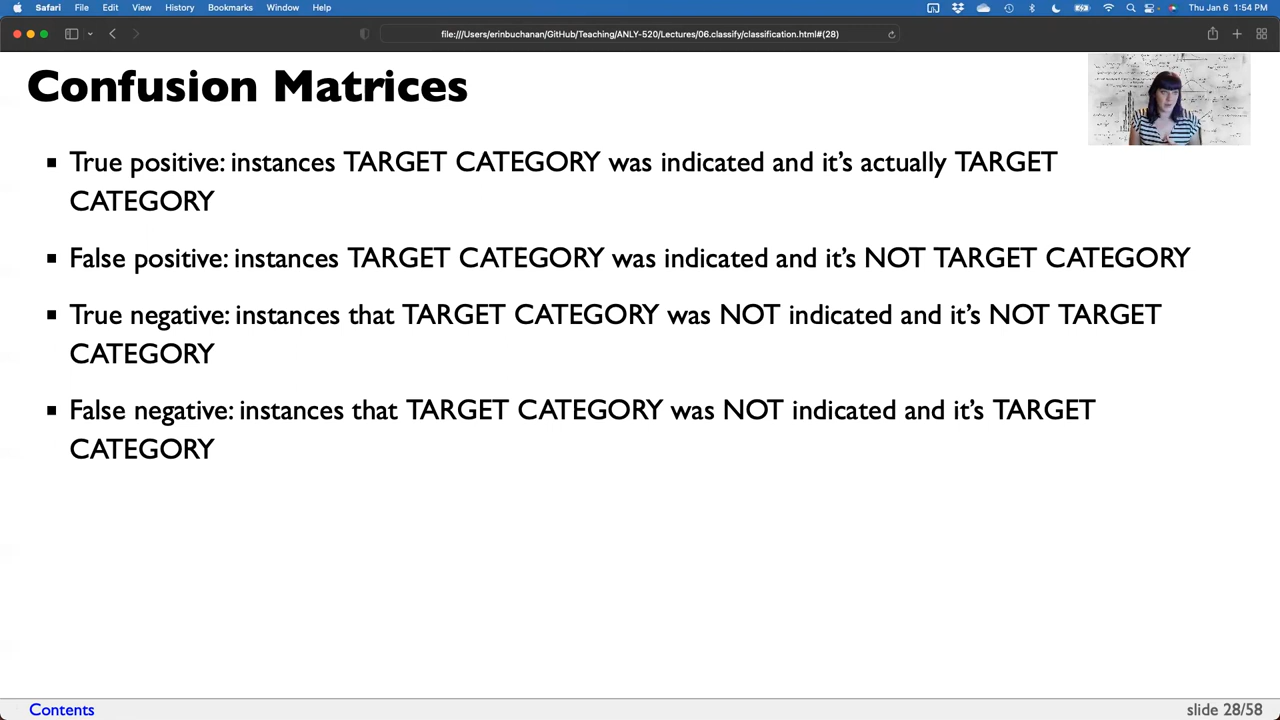 Safari File Edit View History Bookmarks Window Help Thu Jan 6 1:54 PM
file:///Users/erinbuchanan/GitHub/Teaching/ANLY-520/Lectures/06.classify/classification.html#(28)
Confusion Matrices
▪ True positive: instances TARGET CATEGORY was indicated and it’s actually TARGET
CATEGORY
▪ False positive: instances TARGET CATEGORY was indicated and it’s NOT TARGET CATEGORY
▪ True negative: instances that TARGET CATEGORY was NOT indicated and it’s NOT TARGET
CATEGORY
▪ False negative: instances that TARGET CATEGORY was NOT indicated and it’s TARGET
CATEGORY
Contents slide 28/58